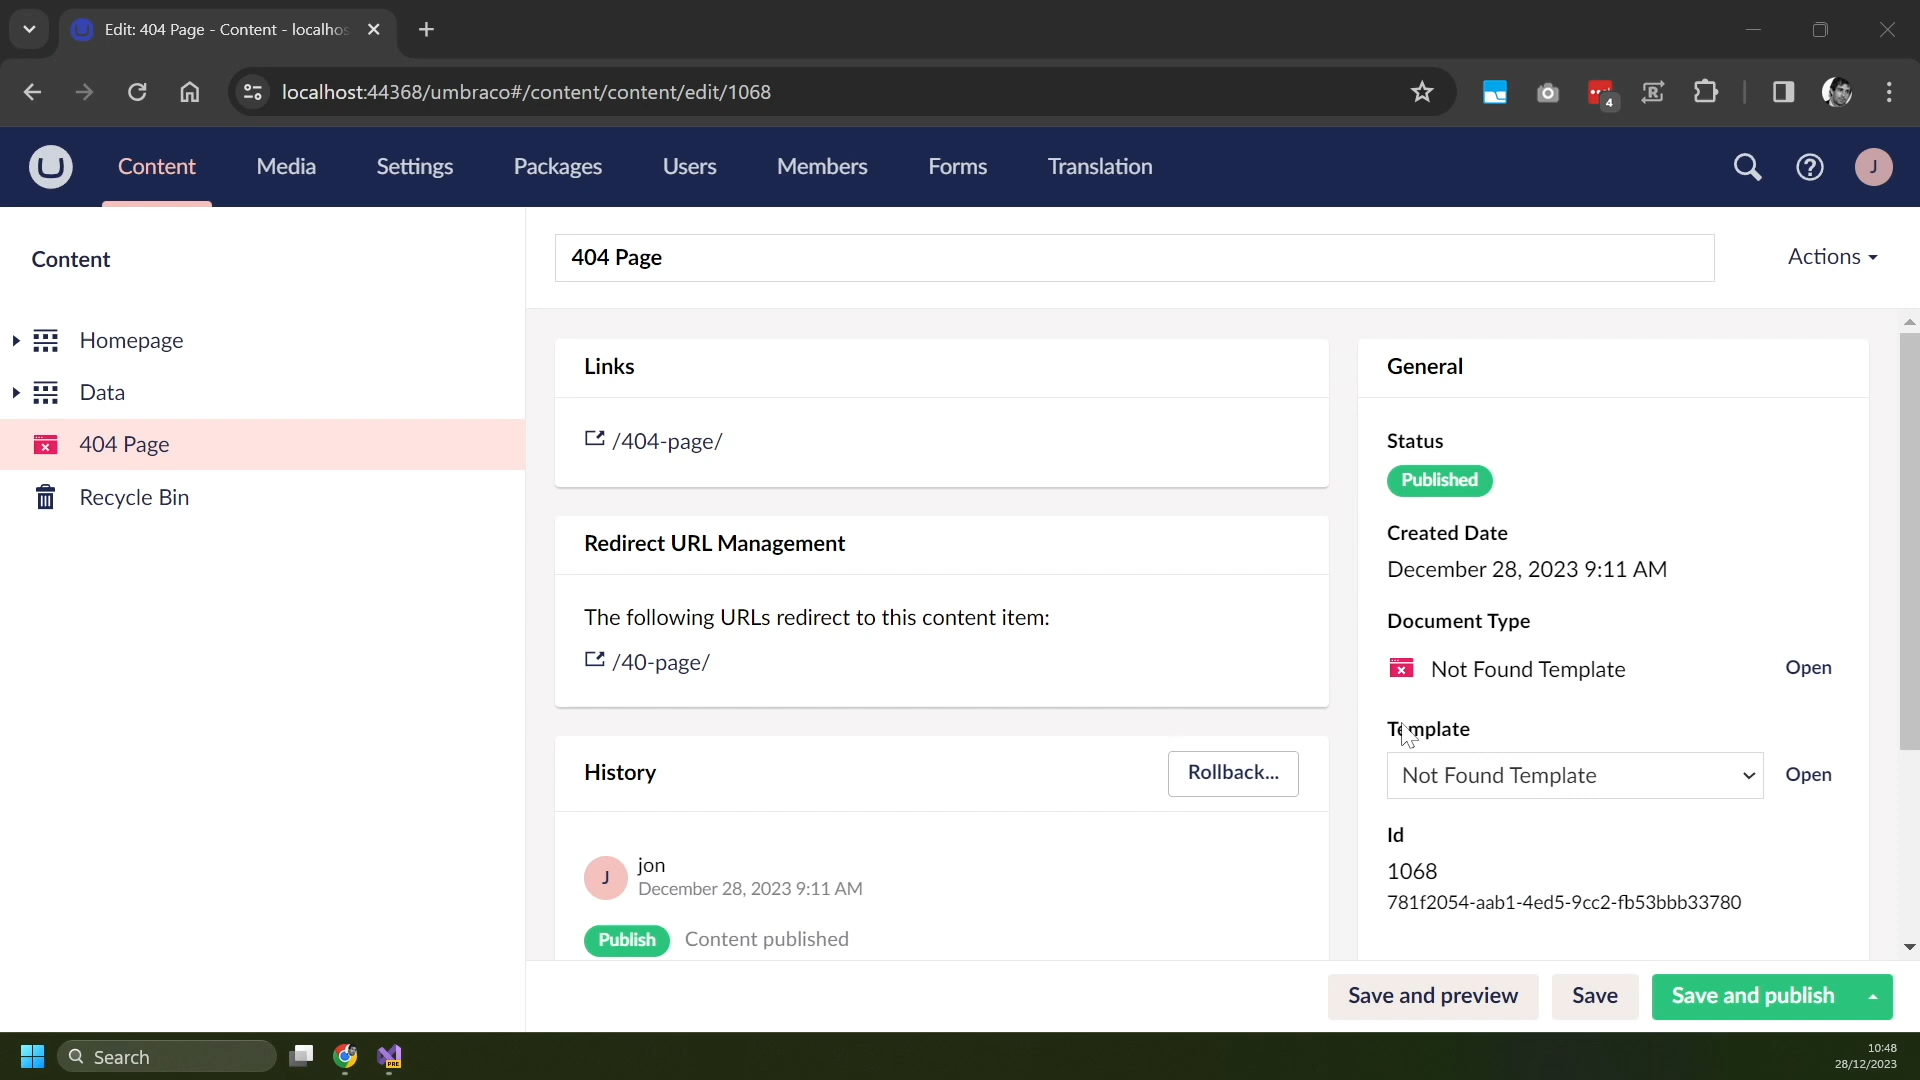 Edit: 404 Page - Content - localhos
localhost:44368/umbraco#/content/content/edit/1068
4
Content
Media
Settings
Packages
Users
Members
Forms
Translation
J
Content
404 Page
Actions
Homepage
Data
404 Page
Recycle Bin
Links
/404-page/
Redirect URL Management
The following URLs redirect to this content item:
/40-page/
History
Rollback...
J
jon
December 28, 2023 9:11 AM
Publish
Content published
General
Status
Published
Created Date
December 28, 2023 9:11 AM
Document Type
Not Found Template
Open
Template
Not Found Template
Open
Id
1068
781f2054-aab1-4ed5-9cc2-fb53bbb33780
Save and preview
Save
Save and publish
Search
PRE
10:48
28/12/2023